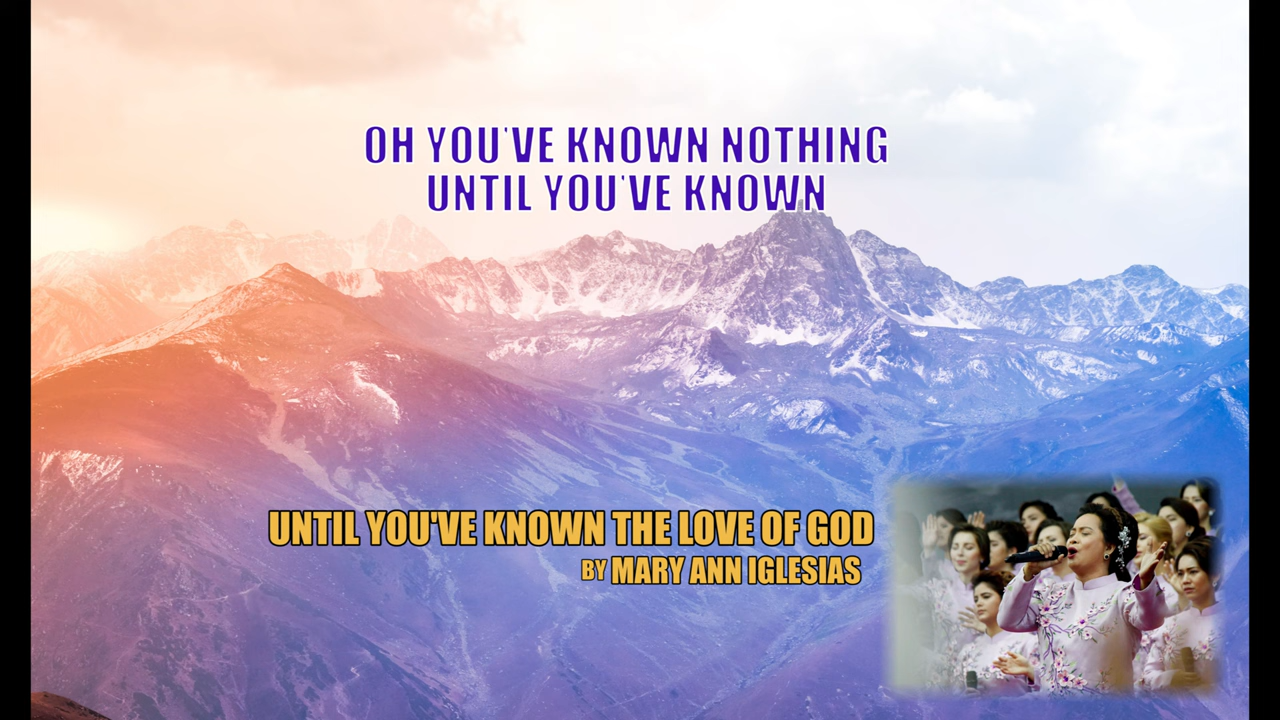 OH YOU'VE KNOWN NOTHING
UNTIL YOU'VE KNOWN
UNTIL YOU'VE KNOWN THE LOVE OF GOD
BY MARY ANN IGLESIAS